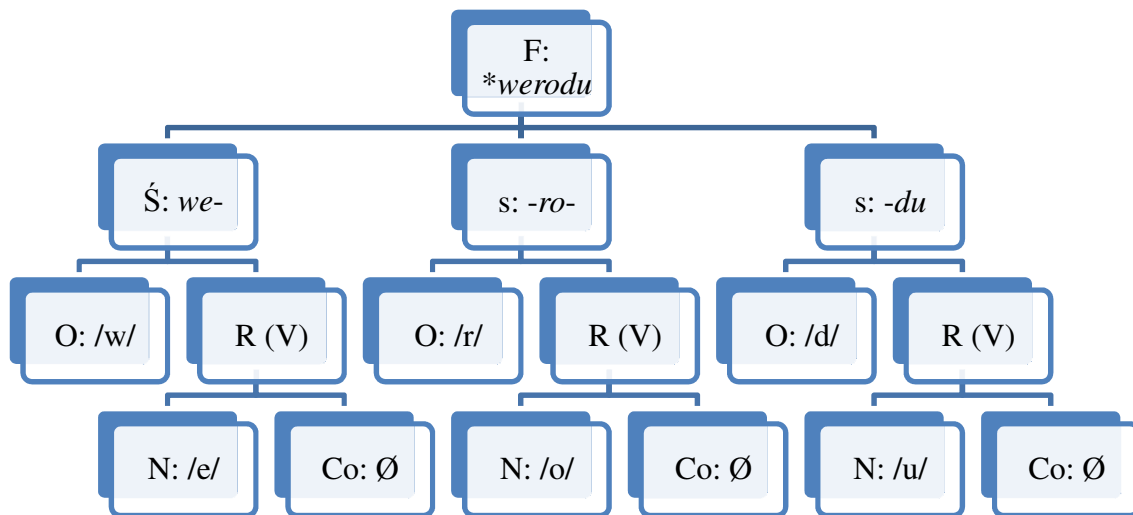 F:
*werodu
Ś: we-
s: -ro-
s: -du
O: /w/
R (V)
O: /r/
R (V)
O: /d/
R (V)
N: /e/
Co: Ø
N: /o/
Co: Ø
N: /u/
Co: Ø